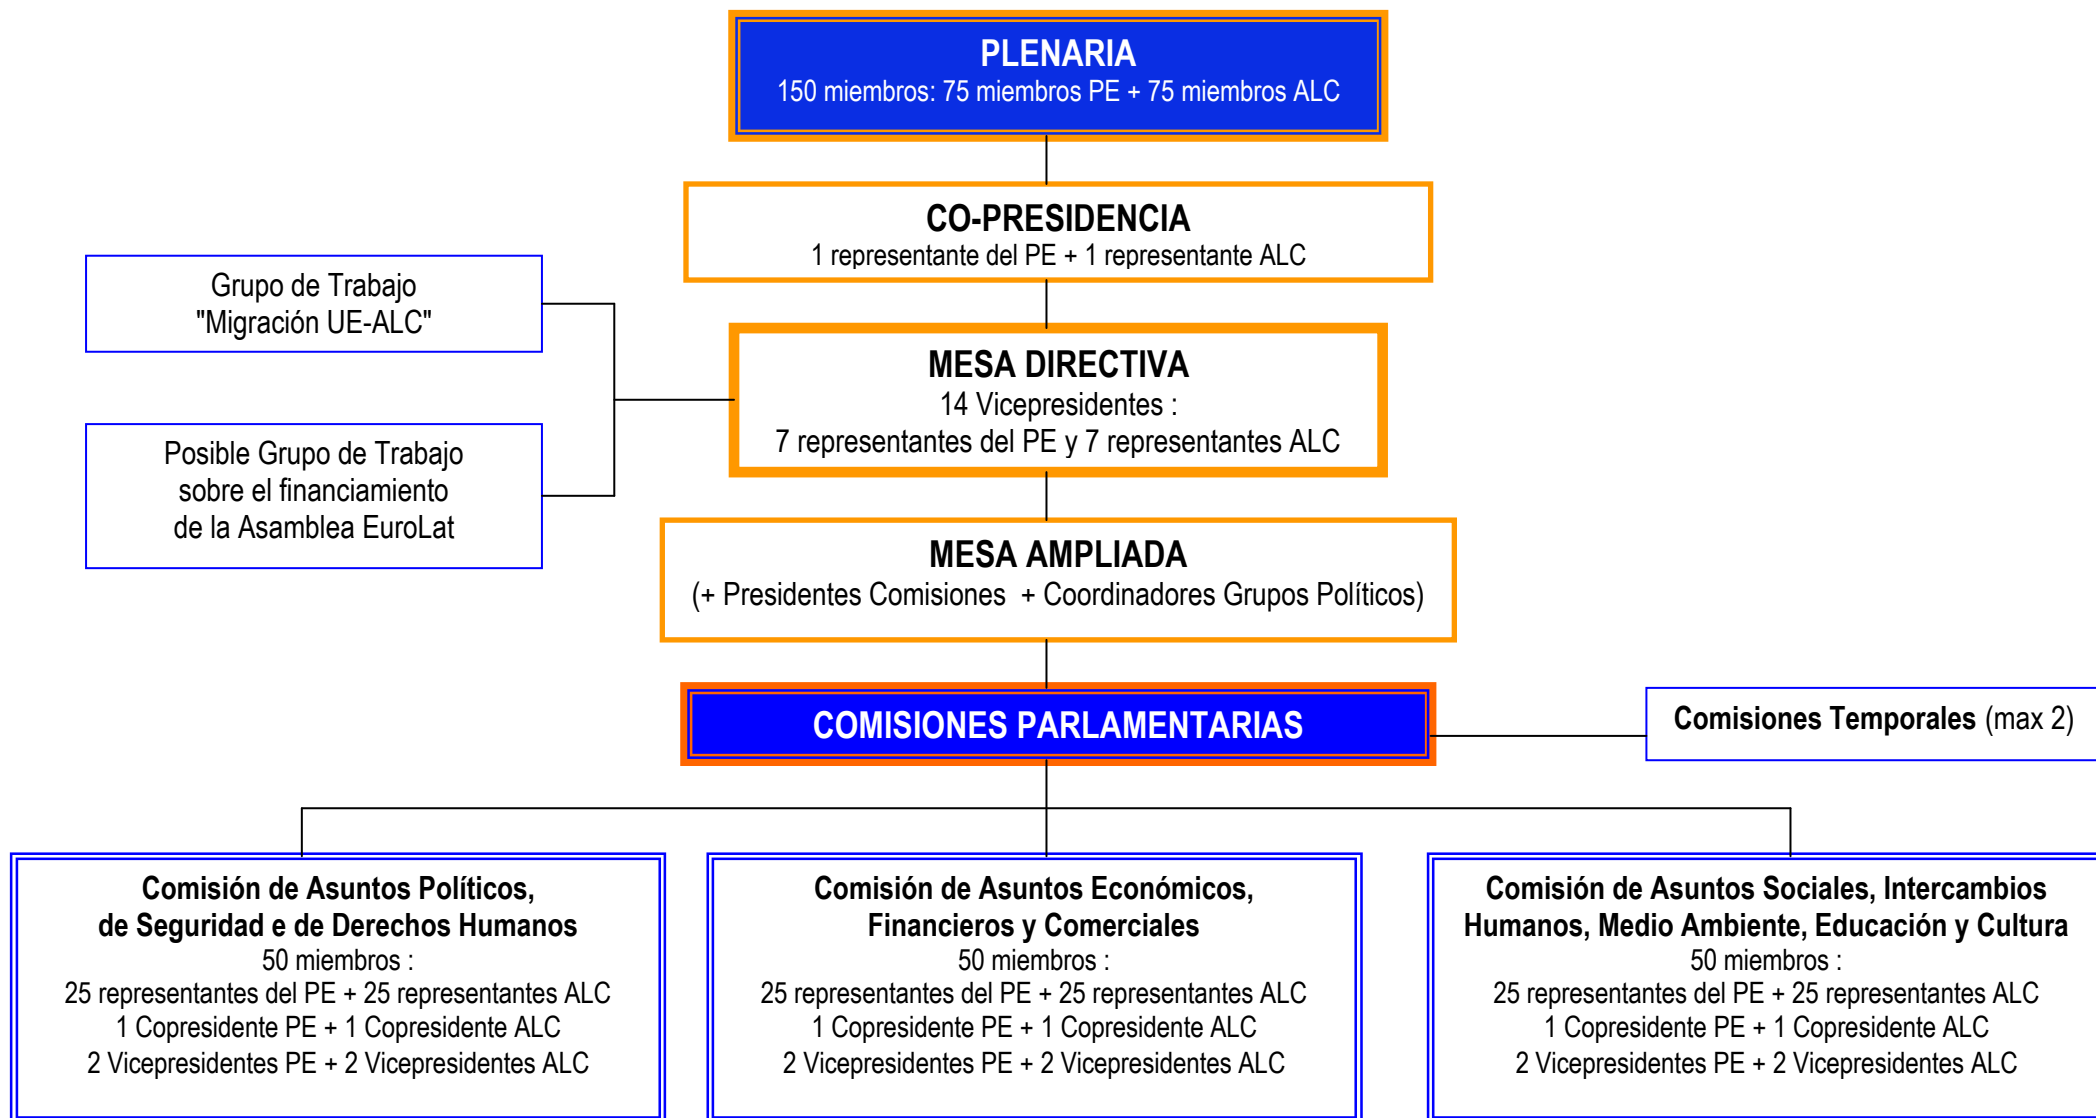 PLENARIA
150 miembros: 75 miembros PE + 75 miembros ALC
CO-PRESIDENCIA
1 representante del PE + 1 representante ALC
Grupo de Trabajo
"Migración UE-ALC"
MESA DIRECTIVA
14 Vicepresidentes :
7 representantes del PE y 7 representantes ALC
Posible Grupo de Trabajo
sobre el financiamiento
de la Asamblea EuroLat
MESA AMPLIADA
(+ Presidentes Comisiones + Coordinadores Grupos Políticos)
COMISIONES PARLAMENTARIAS
Comisiones Temporales (max 2)
Comisión de Asuntos Políticos,
de Seguridad e de Derechos Humanos
50 miembros :
25 representantes del PE + 25 representantes ALC
1 Copresidente PE + 1 Copresidente ALC
2 Vicepresidentes PE + 2 Vicepresidentes ALC
Comisión de Asuntos Económicos,
Financieros y Comerciales
50 miembros :
25 representantes del PE + 25 representantes ALC
1 Copresidente PE + 1 Copresidente ALC
2 Vicepresidentes PE + 2 Vicepresidentes ALC
Comisión de Asuntos Sociales, Intercambios
Humanos, Medio Ambiente, Educación y Cultura
50 miembros :
25 representantes del PE + 25 representantes ALC
1 Copresidente PE + 1 Copresidente ALC
2 Vicepresidentes PE + 2 Vicepresidentes ALC